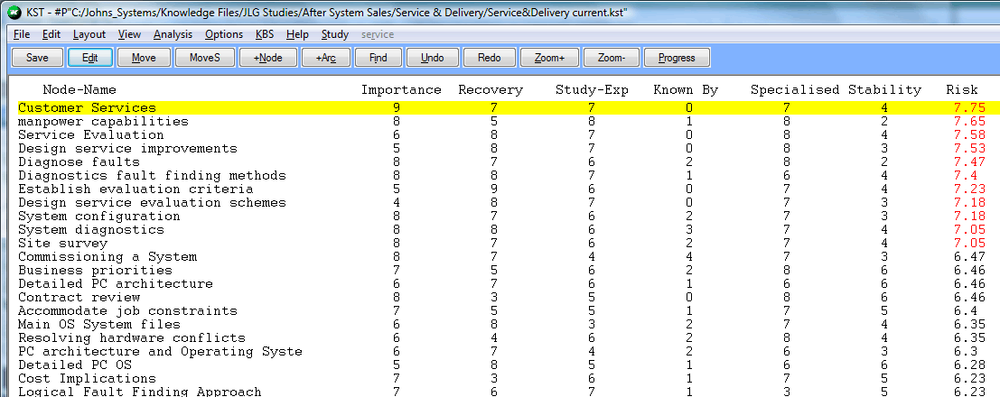 KST - #P"C:/Johns_Systems/Knowledge Files/JLG Studies/After System Sales/Service & Delivery/Service&Delivery current.kst"
File Edit Layout View Analysis Options KBS Help Study service
Save Edit Move MoveS +Node +Arc Find Undo Redo Zoom+ Zoom- Progress
Node-Name Importance Recovery Study-Exp Known By Specialised Stability Risk
Customer Services 9 7 7 0 7 4 7.75
manpower capabilities 8 5 8 1 8 2 7.65
Service Evaluation 6 8 7 0 8 4 7.58
Design service improvements 5 8 7 0 8 3 7.53
Diagnose faults 8 7 6 2 8 2 7.47
Diagnostics fault finding methods 8 8 7 1 6 4 7.4
Establish evaluation criteria 5 9 6 0 7 4 7.23
Design service evaluation schemes 4 8 7 0 7 3 7.18
System configuration 8 7 6 2 7 3 7.18
System diagnostics 8 8 6 3 7 4 7.05
Site survey 8 7 6 2 7 4 7.05
Commissioning a System 8 7 4 4 7 3 6.47
Business priorities 7 5 6 2 8 6 6.46
Detailed PC architecture 6 7 6 1 6 6 6.46
Contract review 8 3 5 0 8 6 6.46
Accommodate job constraints 7 5 5 1 7 5 6.4
Main OS System files 6 8 3 2 7 4 6.35
Resolving hardware conflicts 6 4 6 2 8 4 6.35
PC architecture and Operating Syste 6 7 4 2 6 3 6.3
Detailed PC OS 5 8 5 1 6 6 6.28
Cost Implications 7 3 6 1 7 5 6.23
Logical Fault Finding Approach 7 6 7 1 3 5 6.23